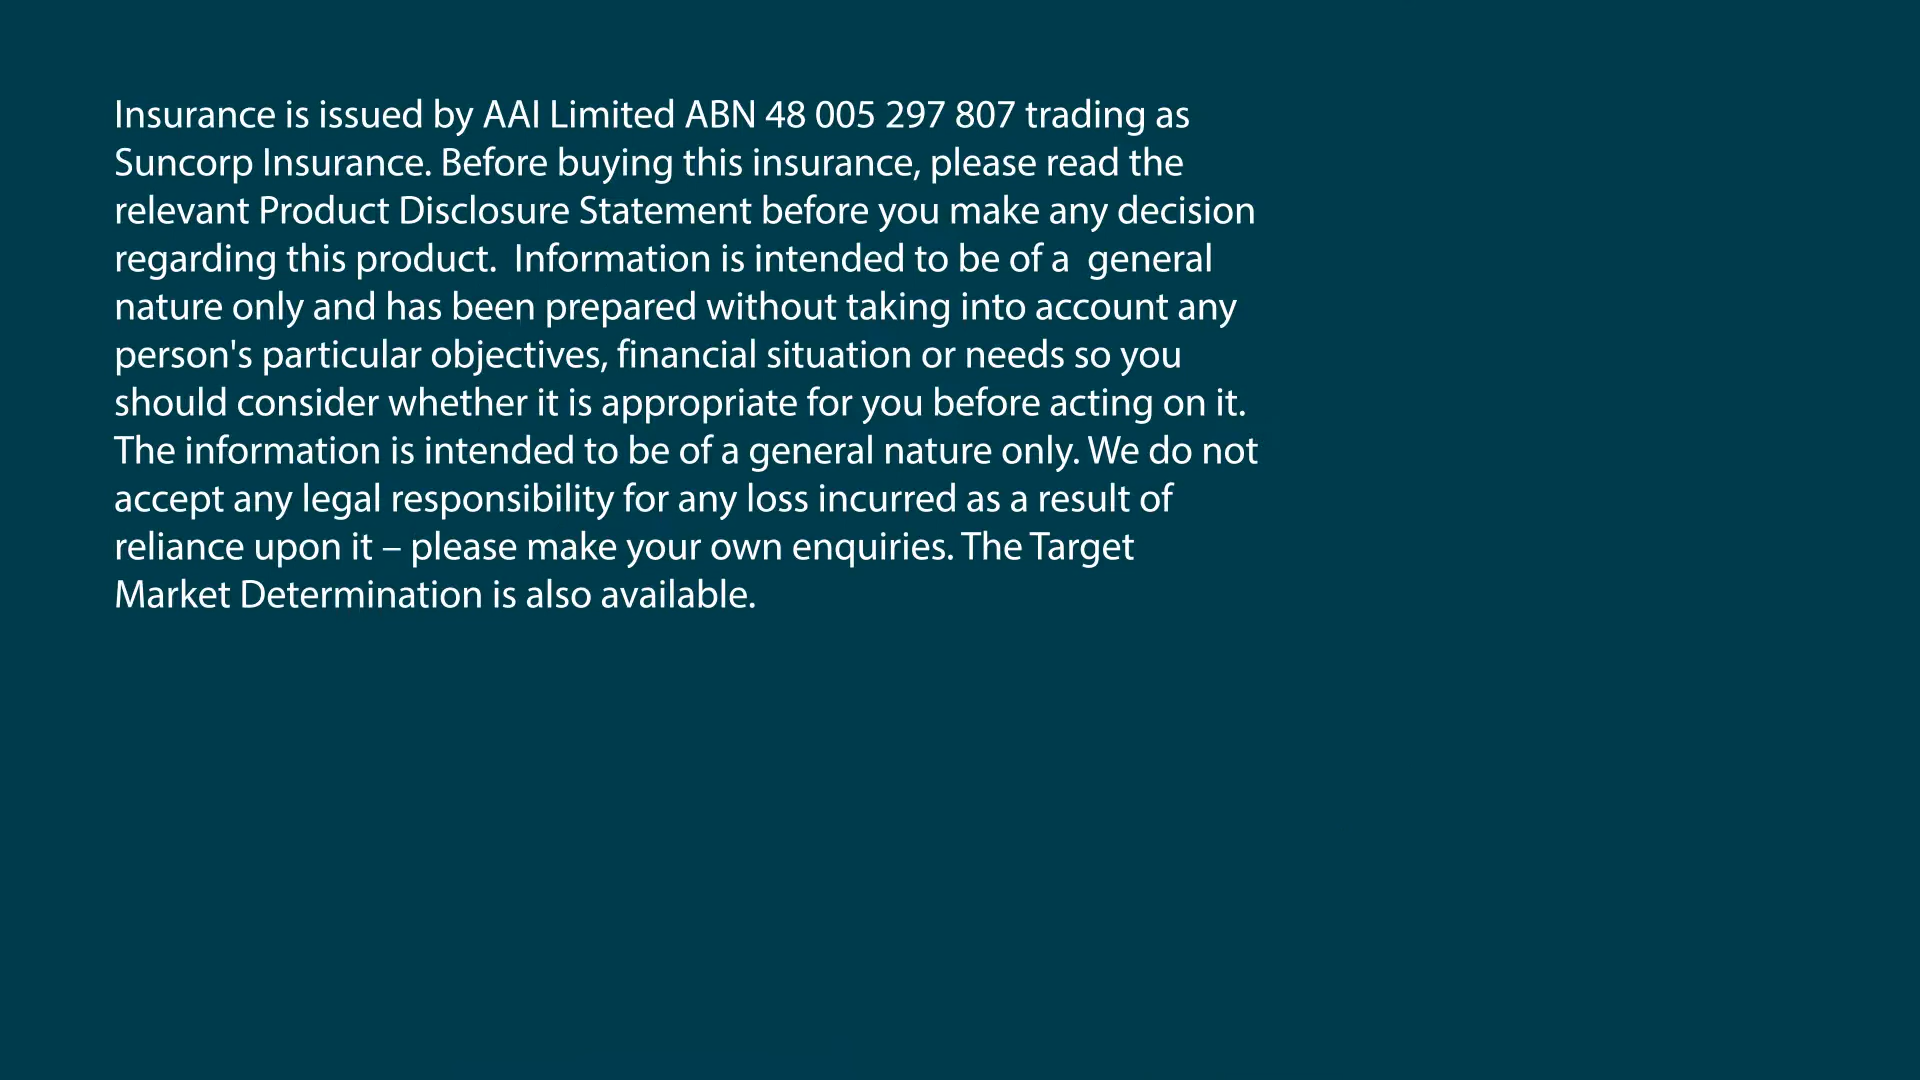 Insurance is issued by AAI Limited ABN 48 005 297 807 trading as
Suncorp Insurance. Before buying this insurance, please read the
relevant Product Disclosure Statement before you make any decision
regarding this product.  Information is intended to be of a  general
nature only and has been prepared without taking into account any
person's particular objectives, financial situation or needs so you
should consider whether it is appropriate for you before acting on it.
The information is intended to be of a general nature only. We do not
accept any legal responsibility for any loss incurred as a result of
reliance upon it – please make your own enquiries. The Target
Market Determination is also available.